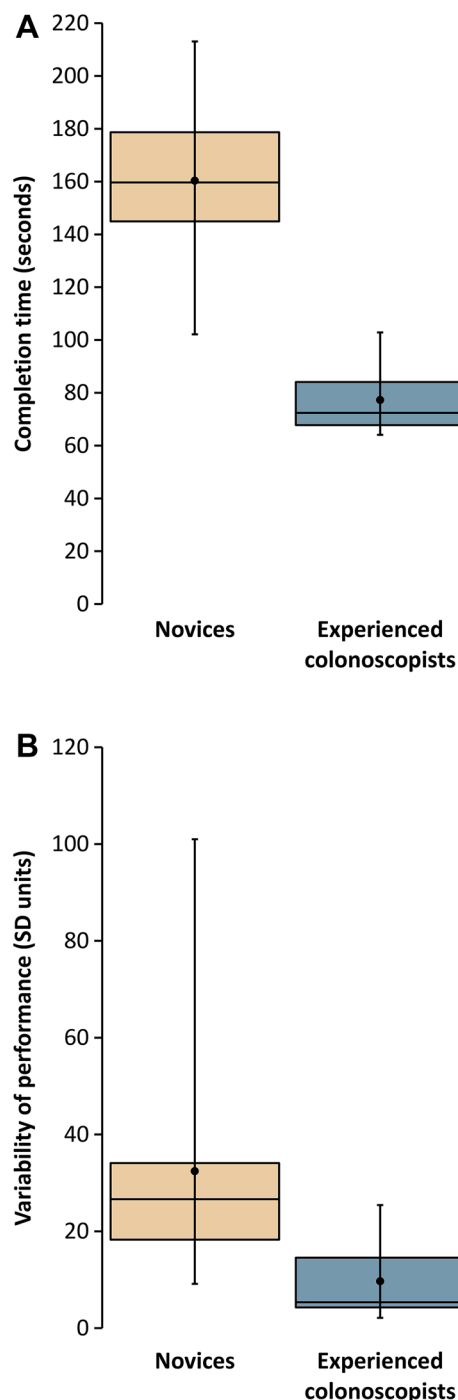 A
220
200
180
160
140
120
100
80
60
40
20
0
Completion time (seconds)
Novices
Experienced
colonoscopists
B
120
100
80
60
40
20
0
Variability of performance (SD units)
Novices
Experienced
colonoscopists